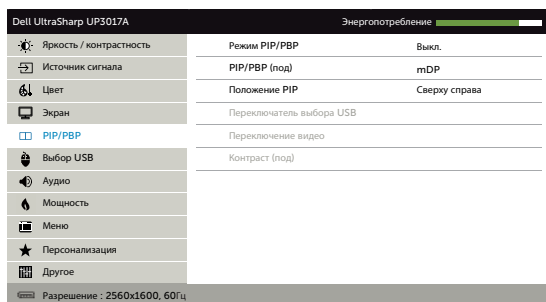 Dell UltraSharp UP3017A Энергопотребление
Яркость / контрастность Режим PIP/PBP Выкл.
Источник сигнала PIP/PBP (под) mDP
Цвет Положение PIP Сверху справа
Экран Переключатель выбора USB
PIP/PBP Переключение видео
Выбор USB Контраст (под)
Аудио
Мощность
Меню
Персонализация
Другое
Разрешение : 2560x1600, 60Гц